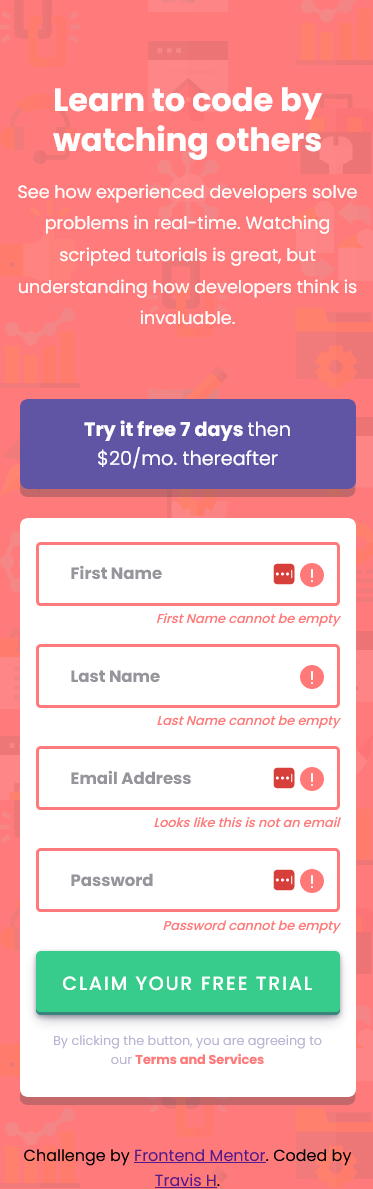 Learn to code by
watching others
See how experienced developers solve
problems in real-time. Watching
scripted tutorials is great, but
understanding how developers think is
invaluable.
Try it free 7 days then
$20/mo. thereafter
First Name
First Name cannot be empty
Last Name
Last Name cannot be empty
Email Address
Looks like this is not an email
Password
Password cannot be empty
CLAIM YOUR FREE TRIAL
By clicking the button, you are agreeing to
our Terms and Services
Challenge by Frontend Mentor. Coded by
Travis H.